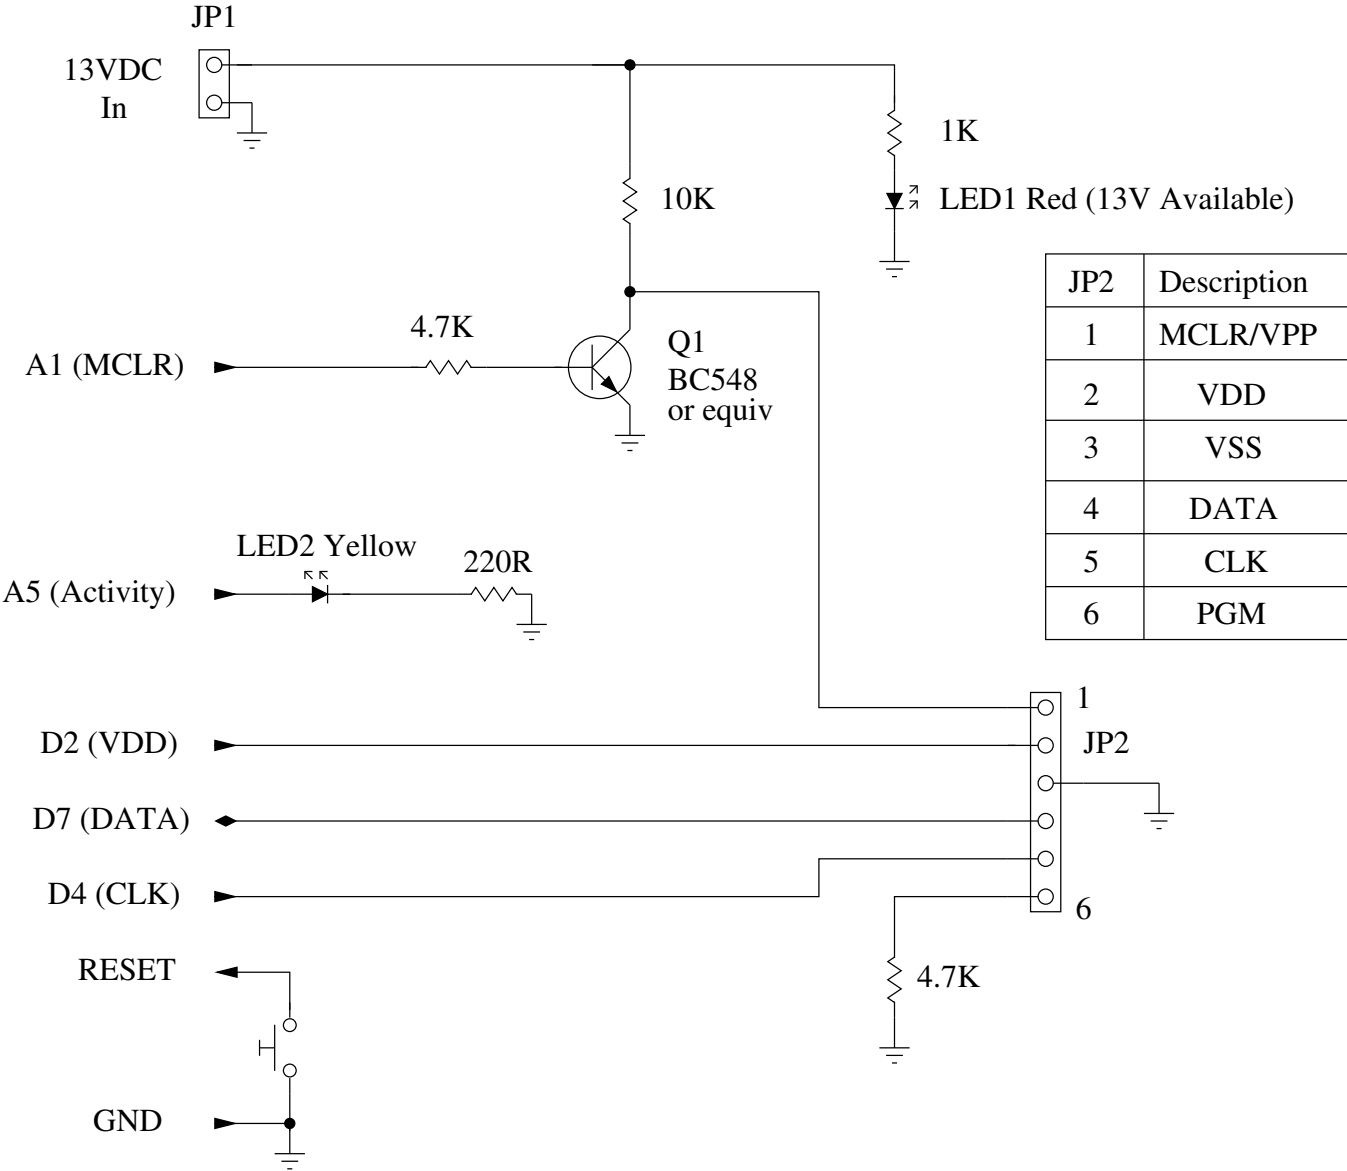 JP1
13VDC
In
1K
10K
LED1 Red (13V Available)
JP2 Description
1 MCLR/VPP
2 VDD
3 VSS
4 DATA
5 CLK
6 PGM
4.7K
A1 (MCLR)
Q1
BC548
or equiv
LED2 Yellow
220R
A5 (Activity)
1
D2 (VDD)
JP2
D7 (DATA)
D4 (CLK)
6
RESET
4.7K
GND